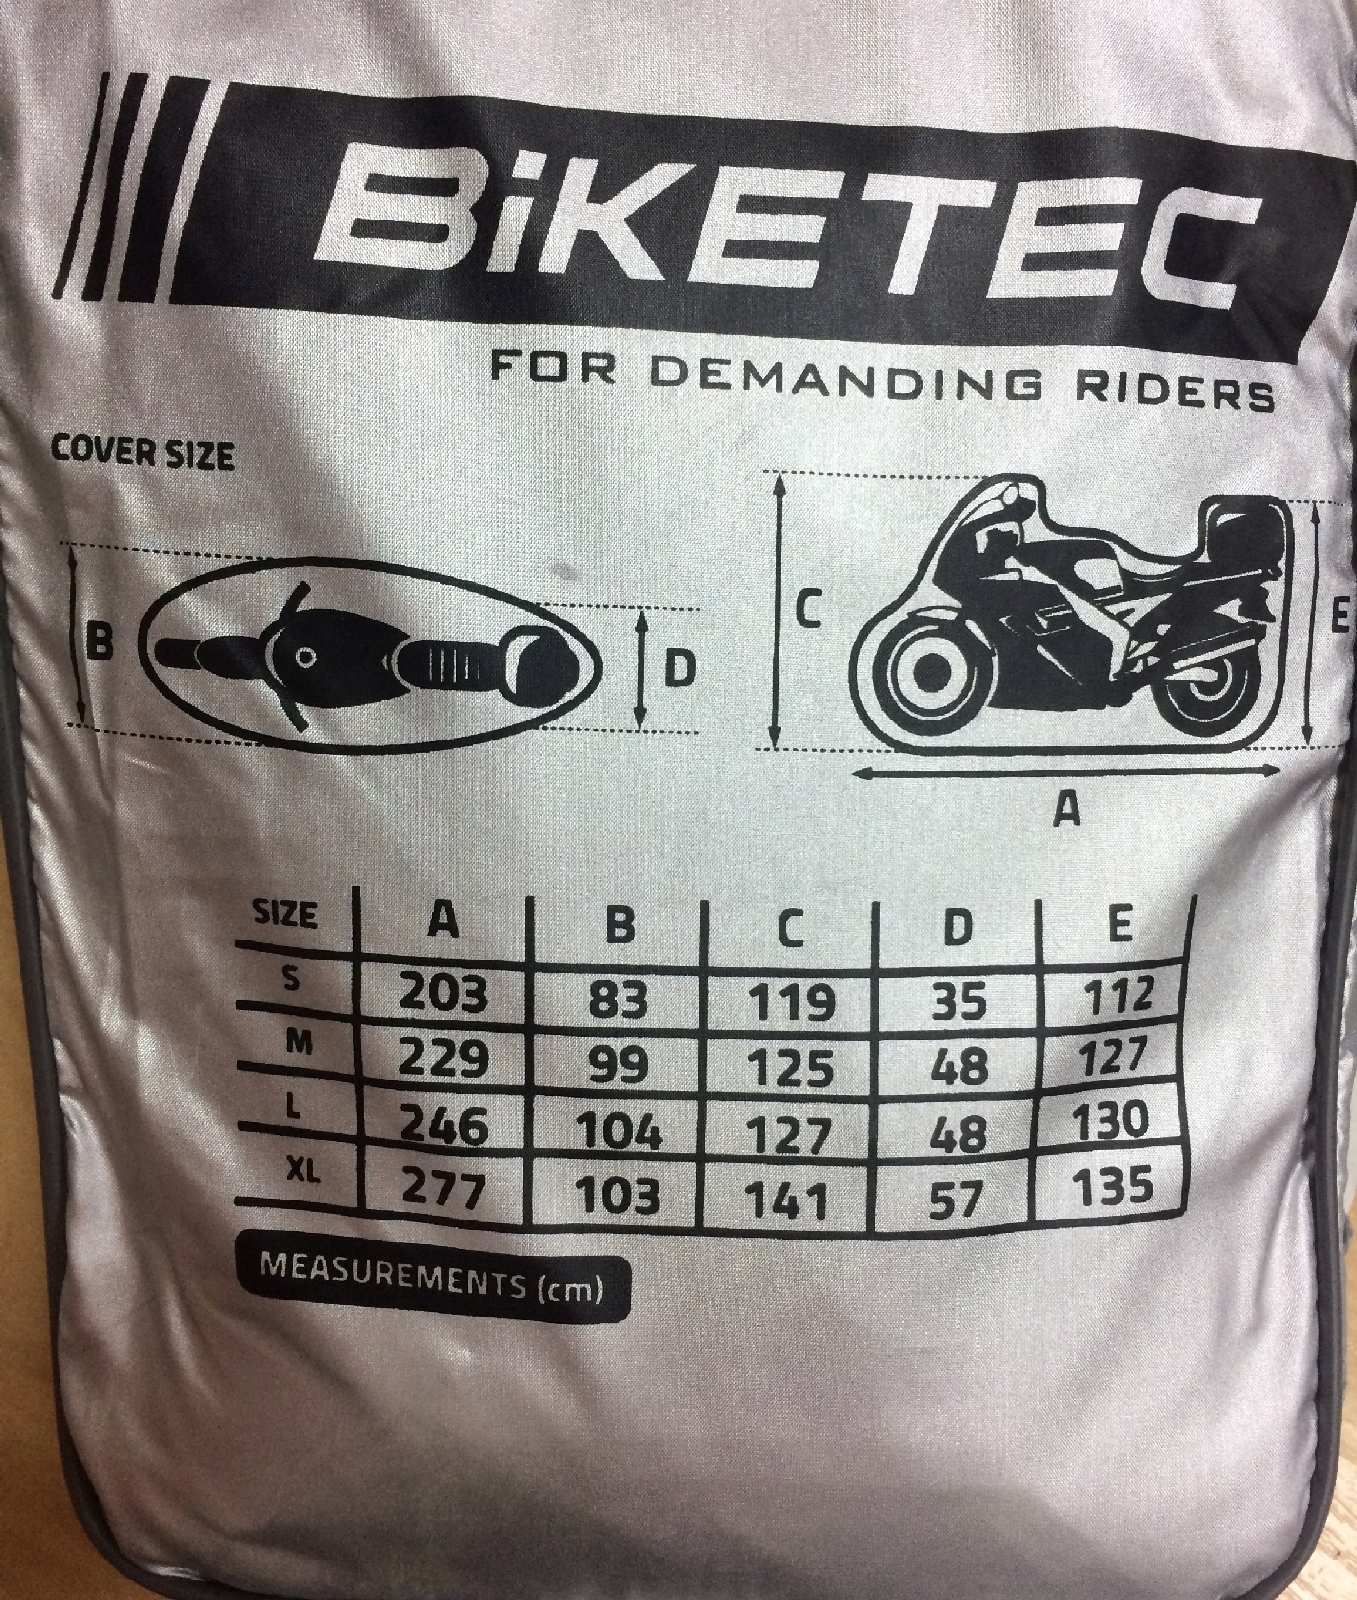 BiKETEC
FOR DEMANDING RIDERS
COVER SIZE
B
D
C
E
A
SIZE A B C D E
S 203 83 119 35 112
M 229 99 125 48 127
L 246 104 127 48 130
XL 277 103 141 57 135
MEASUREMENTS (cm)